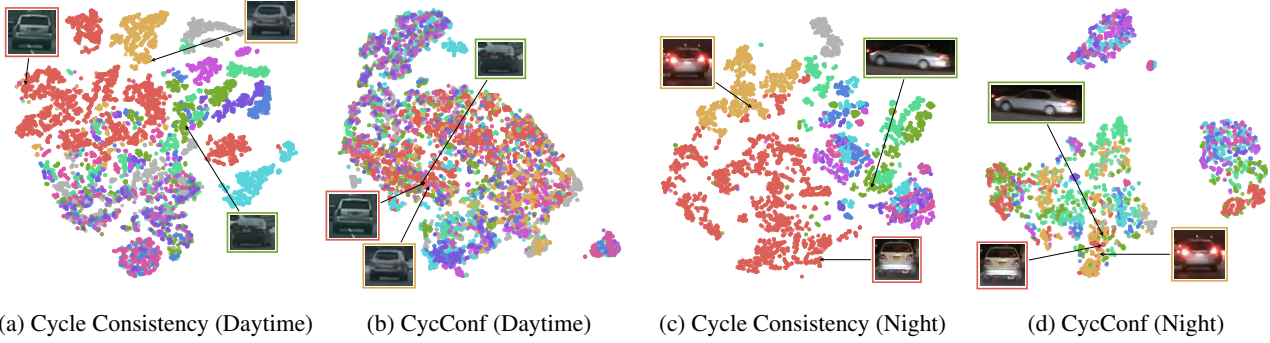 (a) Cycle Consistency (Daytime)
(b) CycConf (Daytime)
(c) Cycle Consistency (Night)
(d) CycConf (Night)